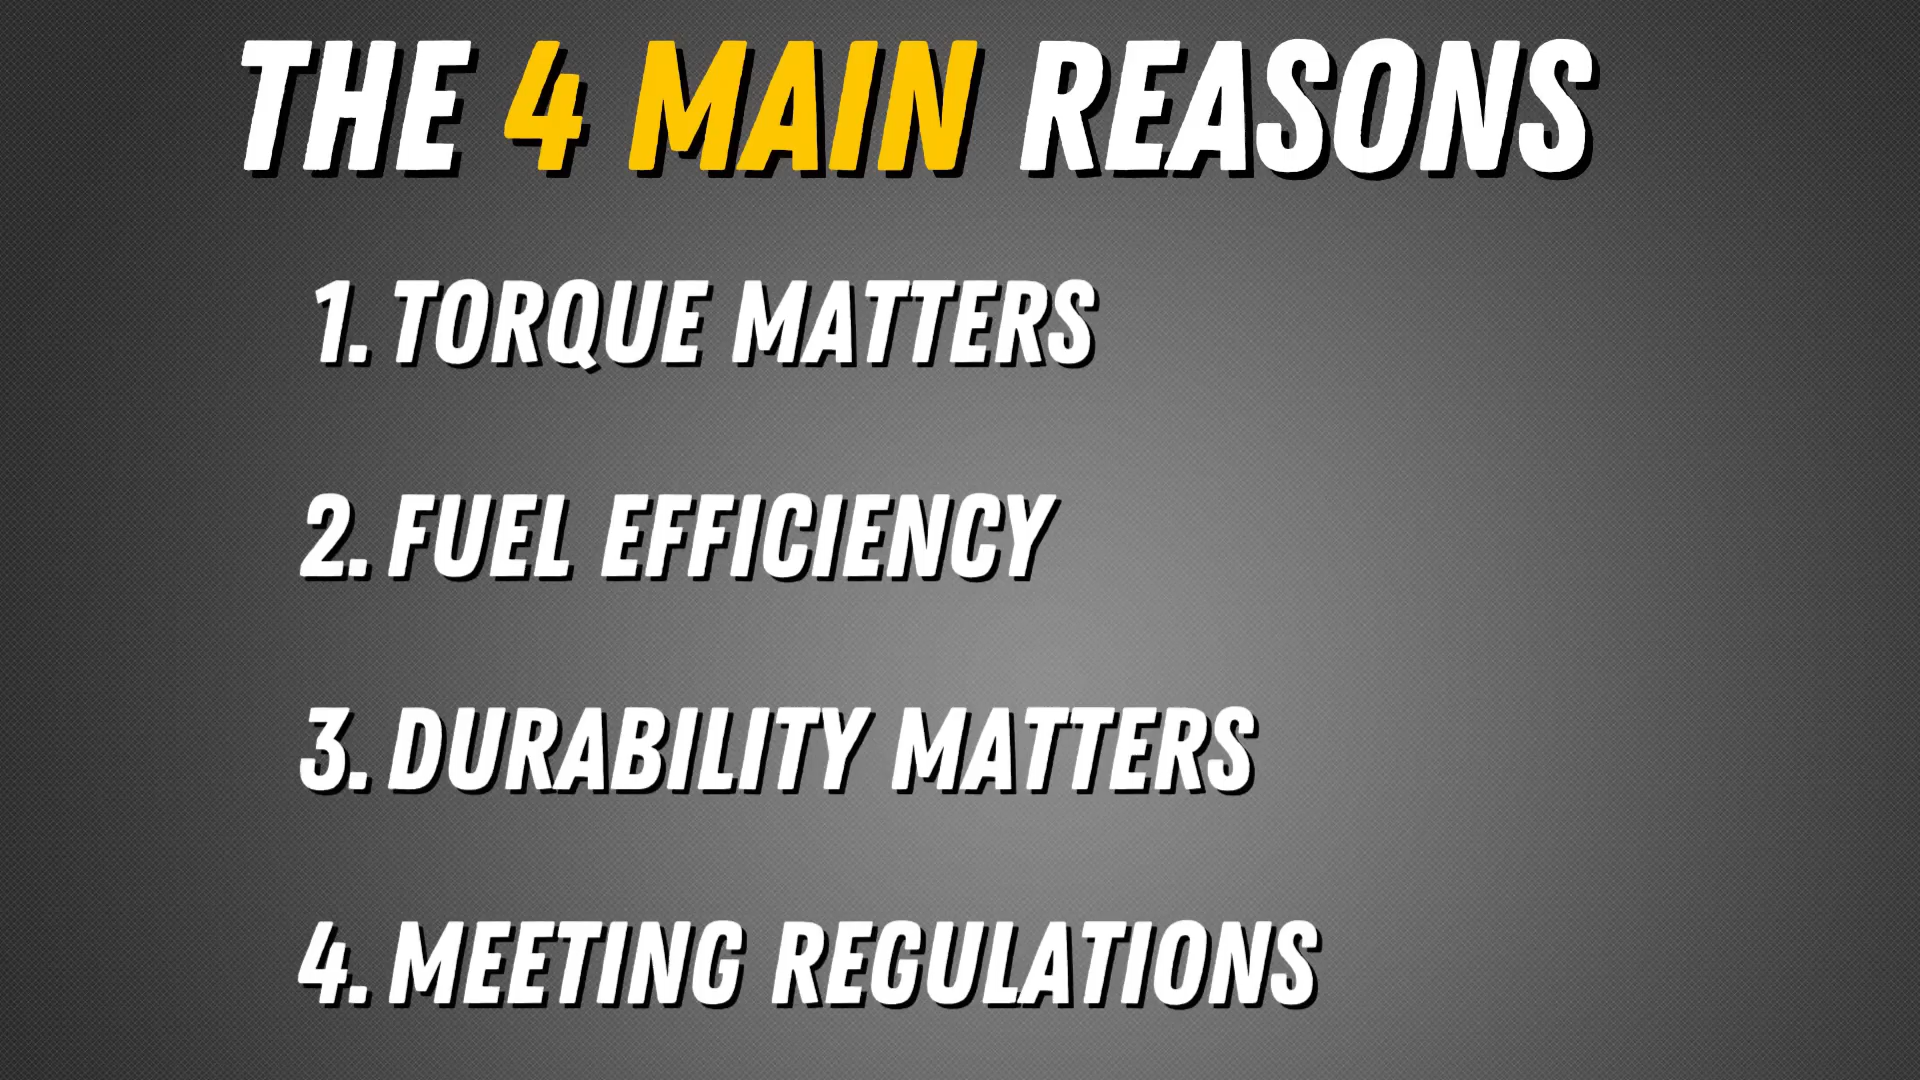 THE 4 MAIN REASONS
1. TORQUE MATTERS
2. FUEL EFFICIENCY
3. DURABILITY MATTERS
4. MEETING REGULATIONS